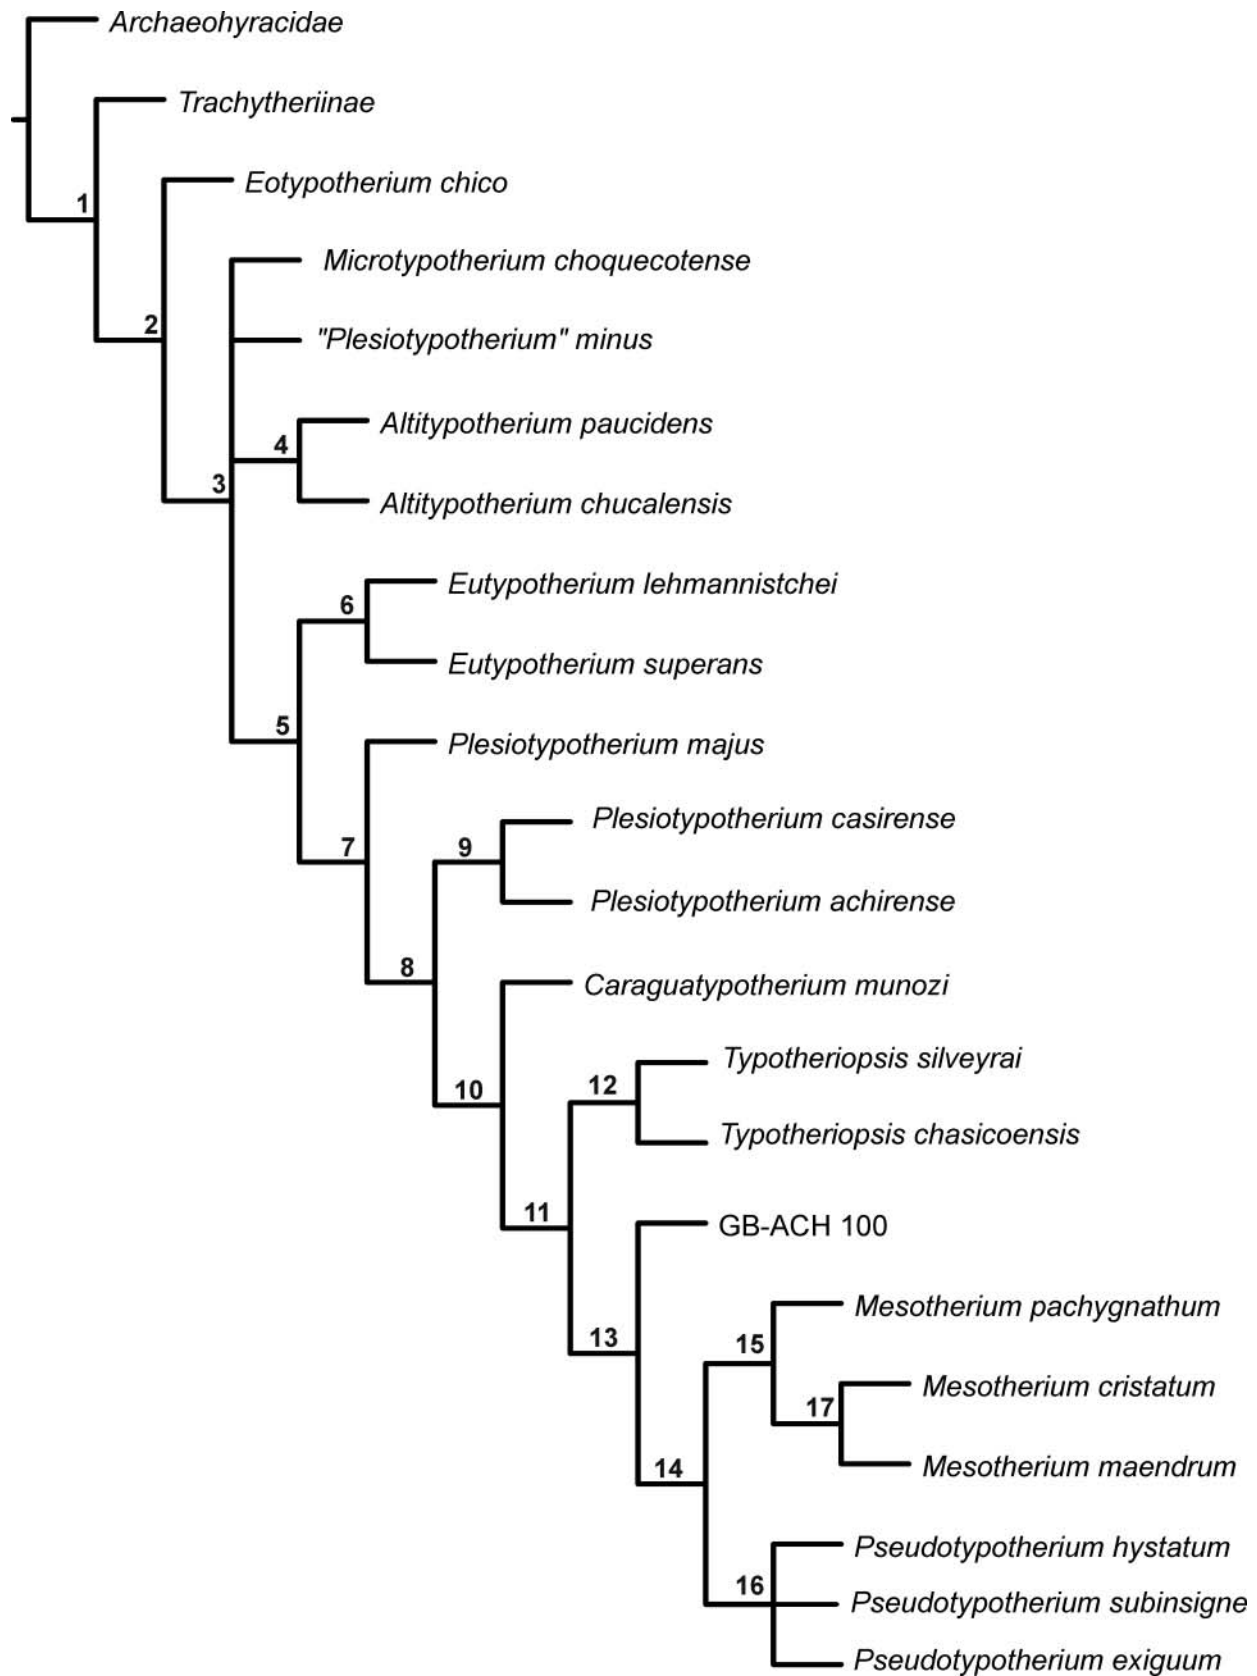 Archaeohyracidae
Trachytheriinae
Eotypotherium chico
1
Microtypotherium choquecotense
2
"Plesiotypotherium" minus
Altitypotherium paucidens
4
3
Altitypotherium chucalensis
Eutypotherium lehmannistchei
6
Eutypotherium superans
5
Plesiotypotherium majus
Plesiotypotherium casirense
7
9
Plesiotypotherium achirense
8
Caraguatypotherium munozi
Typotheriopsis silveyrai
10
12
Typotheriopsis chasicoensis
11
GB-ACH 100
Mesotherium pachygnathum
13
15
Mesotherium cristatum
17
14
Mesotherium maendrum
Pseudotypotherium hystatum
16
Pseudotypotherium subinsigne
Pseudotypotherium exiguum